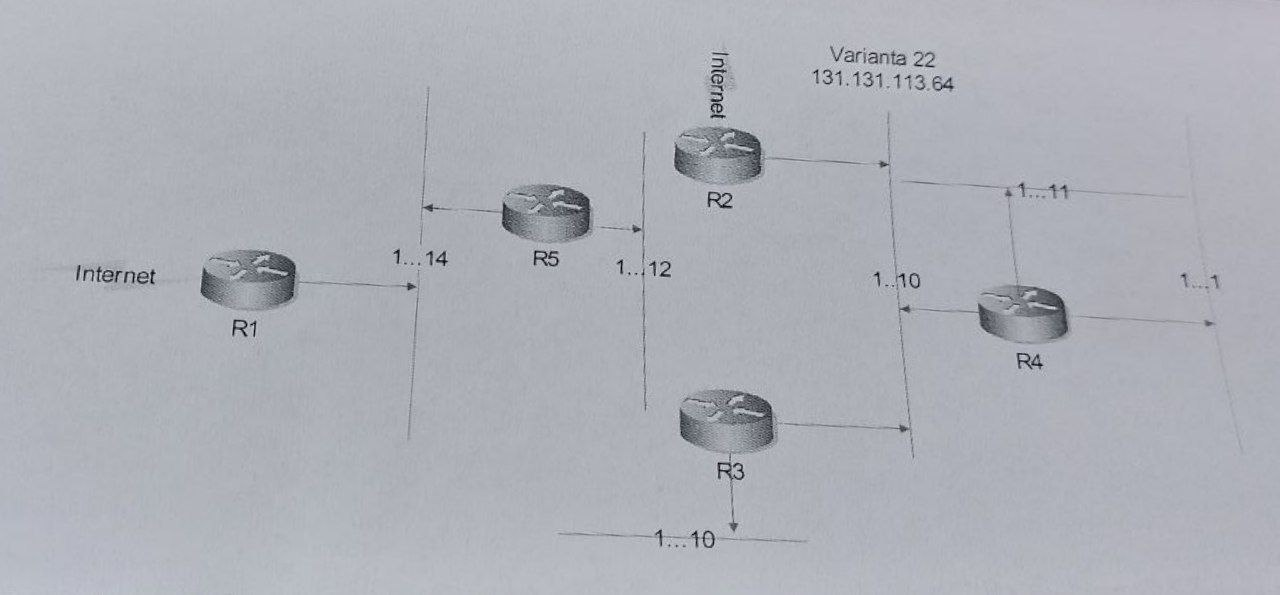 Varianta 22
131.131.113.64
Internet
R2
1...11
R5
1...14
1...12
Internet
R1
1..10
1...1
R4
R3
1...10